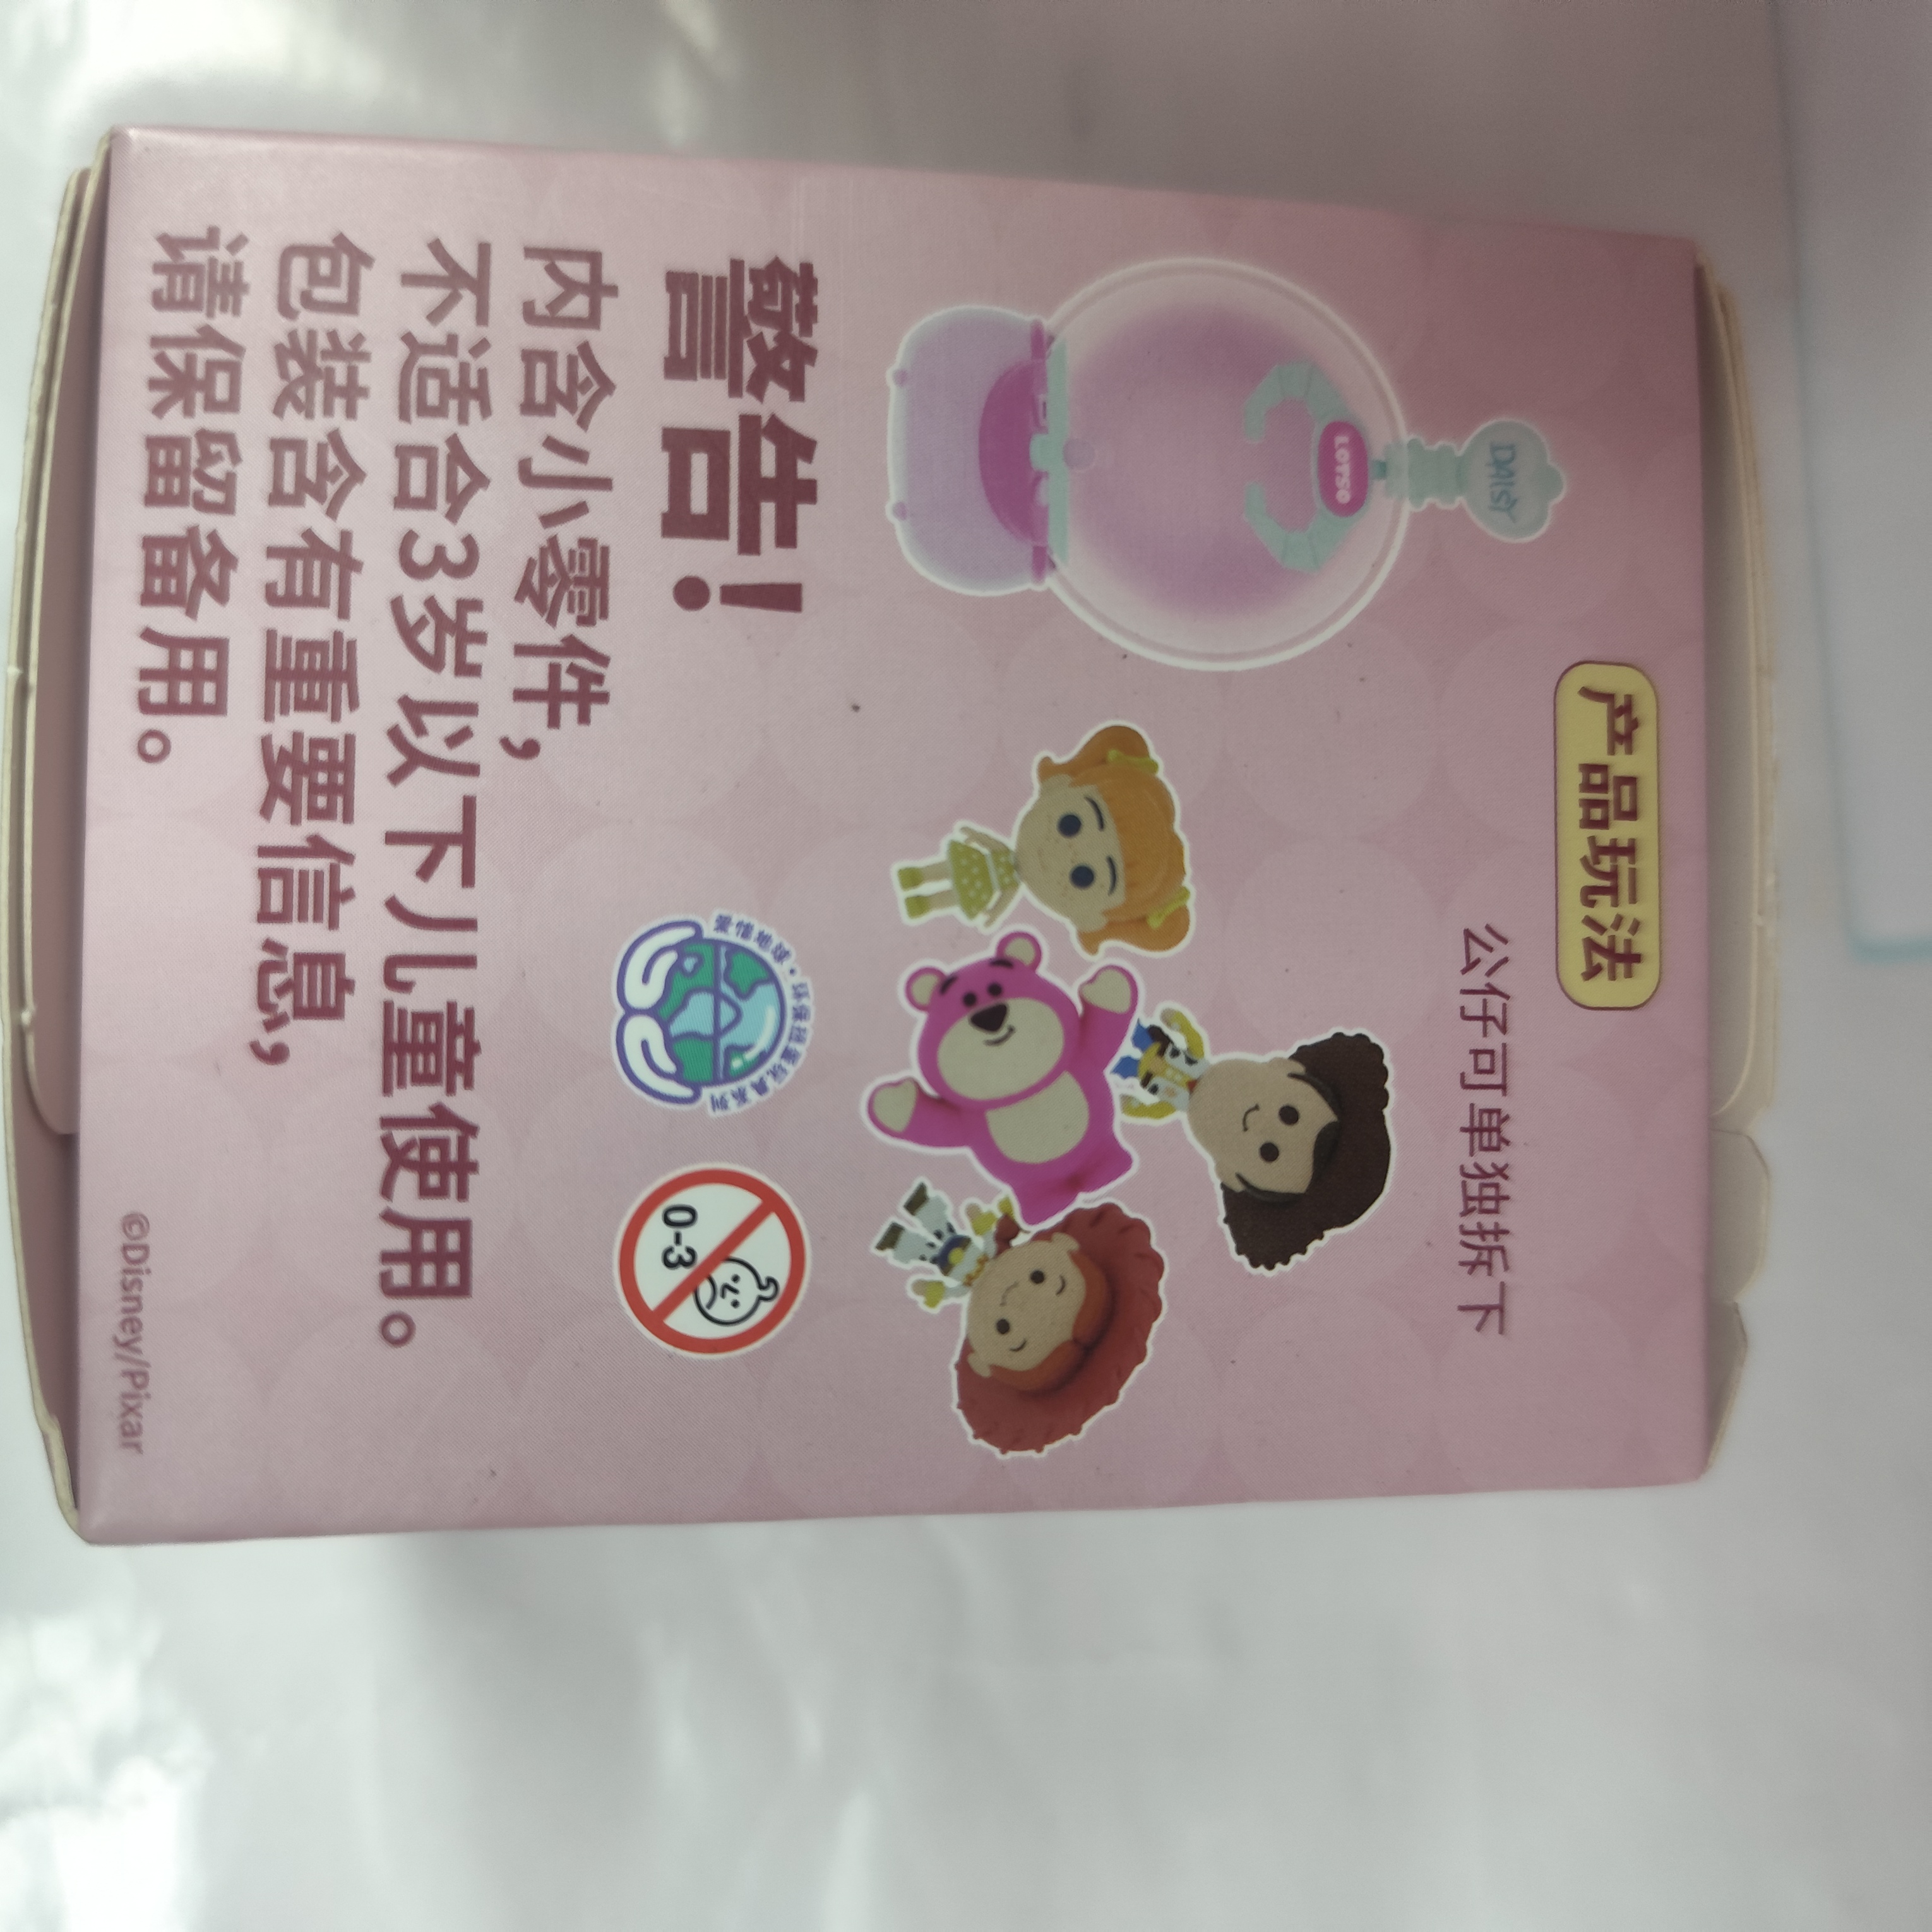 产品玩法
公仔可单独拆下
DAISY
LOTSO
警告!
内含小零件,
不适合3岁以下儿童使用。
包装含有重要信息,
请保留备用。
0-3
©Disney/Pixar